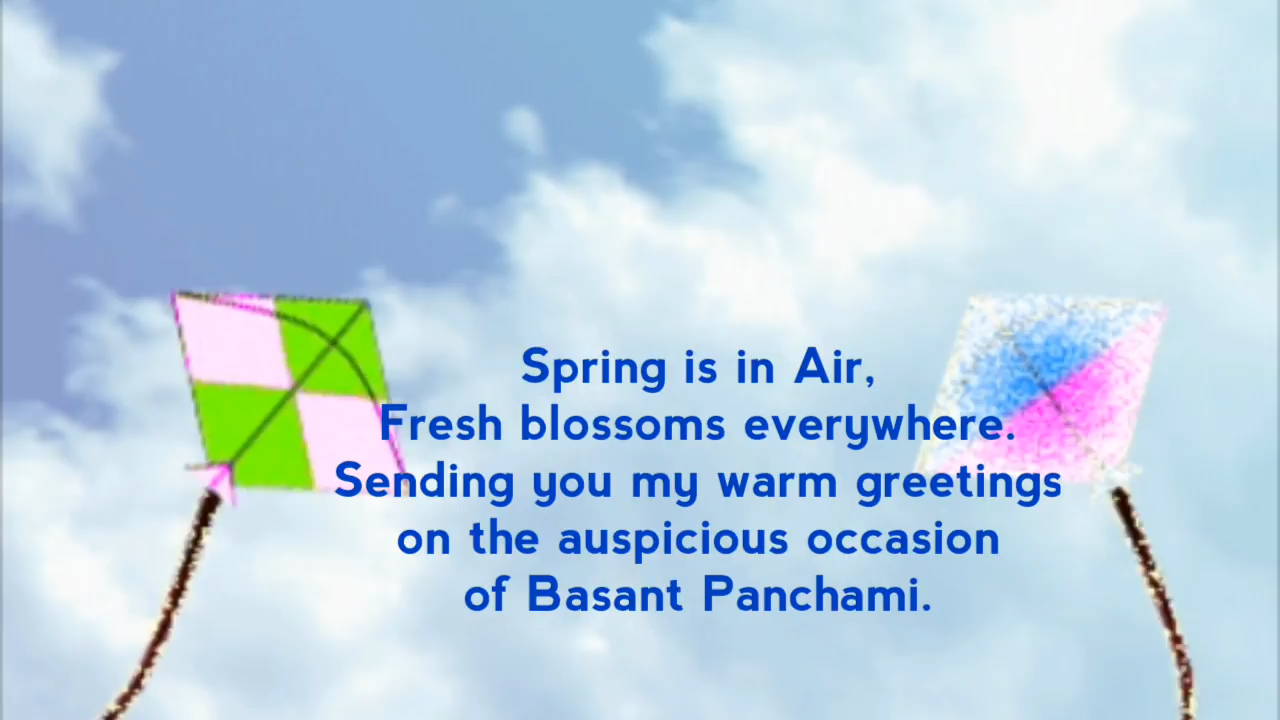 Spring is in Air,
Fresh blossoms everywhere.
Sending you my warm greetings
on the auspicious occasion
of Basant Panchami.